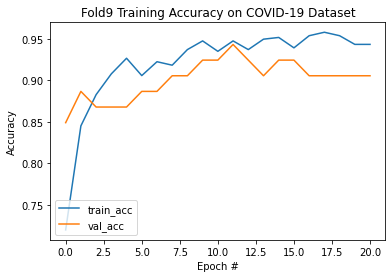 Fold9 Training Accuracy on COVID-19 Dataset
Accuracy
0.95
0.90
0.85
0.80
0.75
train_acc
val_acc
0.0 2.5 5.0 7.5 10.0 12.5 15.0 17.5 20.0
Epoch #